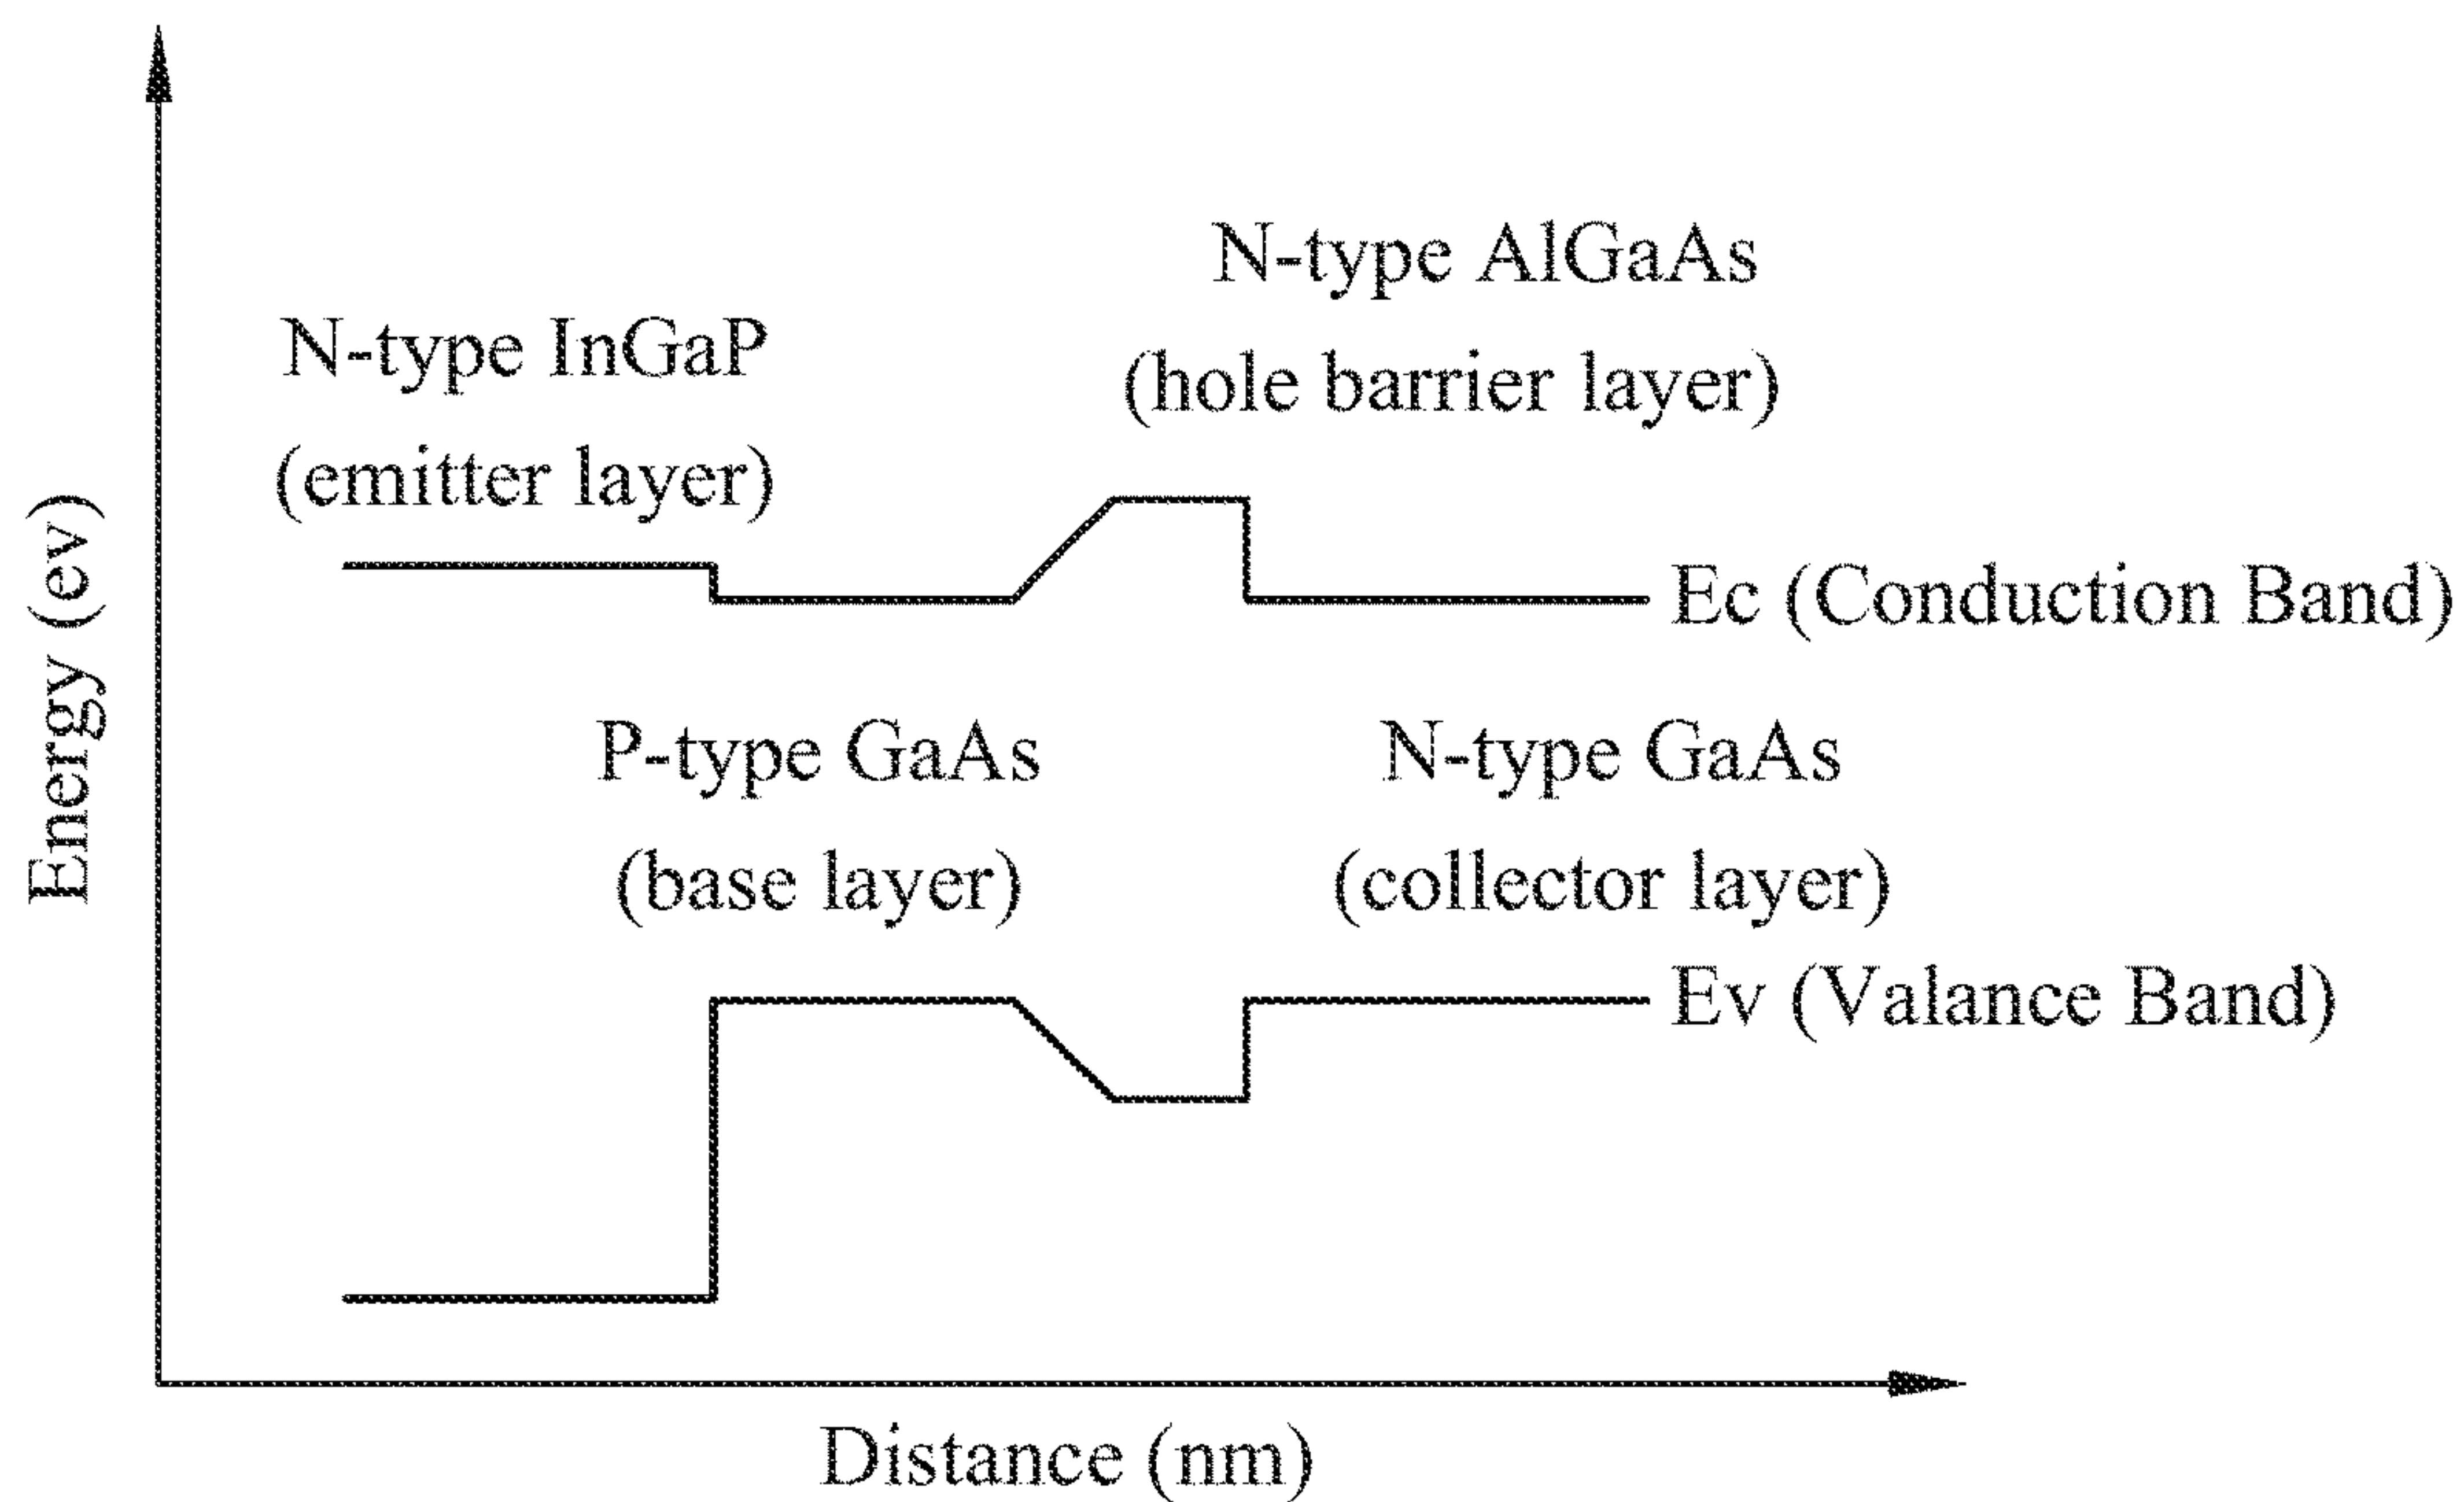 Energy (ev)
N-type InGaP
(emitter layer)
N-type AlGaAs
(hole barrier layer)
Ec (Conduction Band)
P-type GaAs
(base layer)
N-type GaAs
(collector layer)
Ev (Valance Band)
Distance (nm)